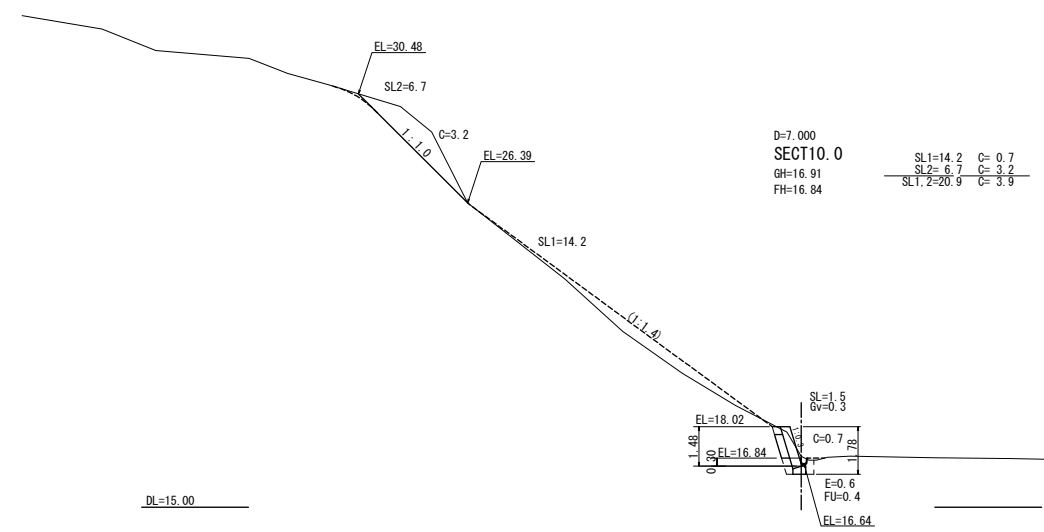 EL=30.48
SL2=6.7
1:1.0
C=3.2
EL=26.39
D=7.000
SECT10.0
GH=16.91
FH=16.84
SL1=14.2 C= 0.7
SL2= 6.7 C= 3.2
SL1,2=20.9 C= 3.9
SL1=14.2
(1:1.4)
SL=1.5
Gv=0.3
EL=18.02
C=0.7
1.48
1.78
EL=16.84
0.30
E=0.6
FU=0.4
DL=15.00
EL=16.64